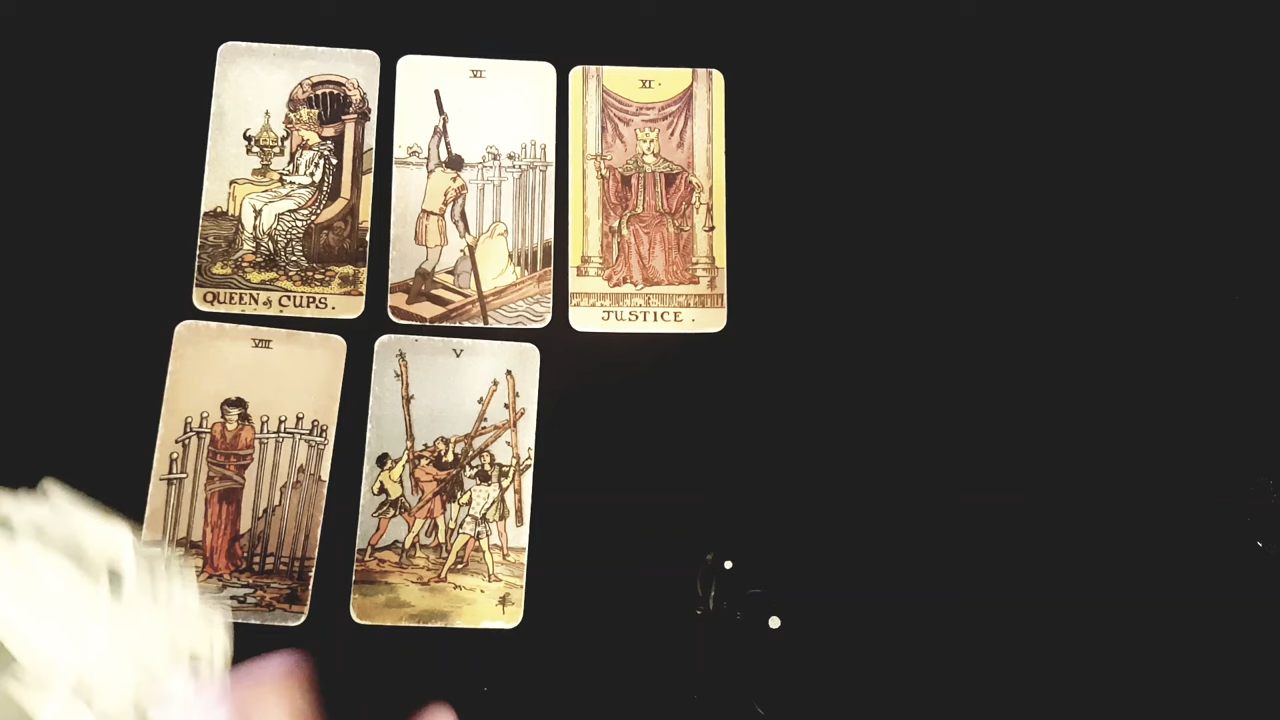 QUEEN of CUPS.
VI
XI.
JUSTICE.
VIII
V